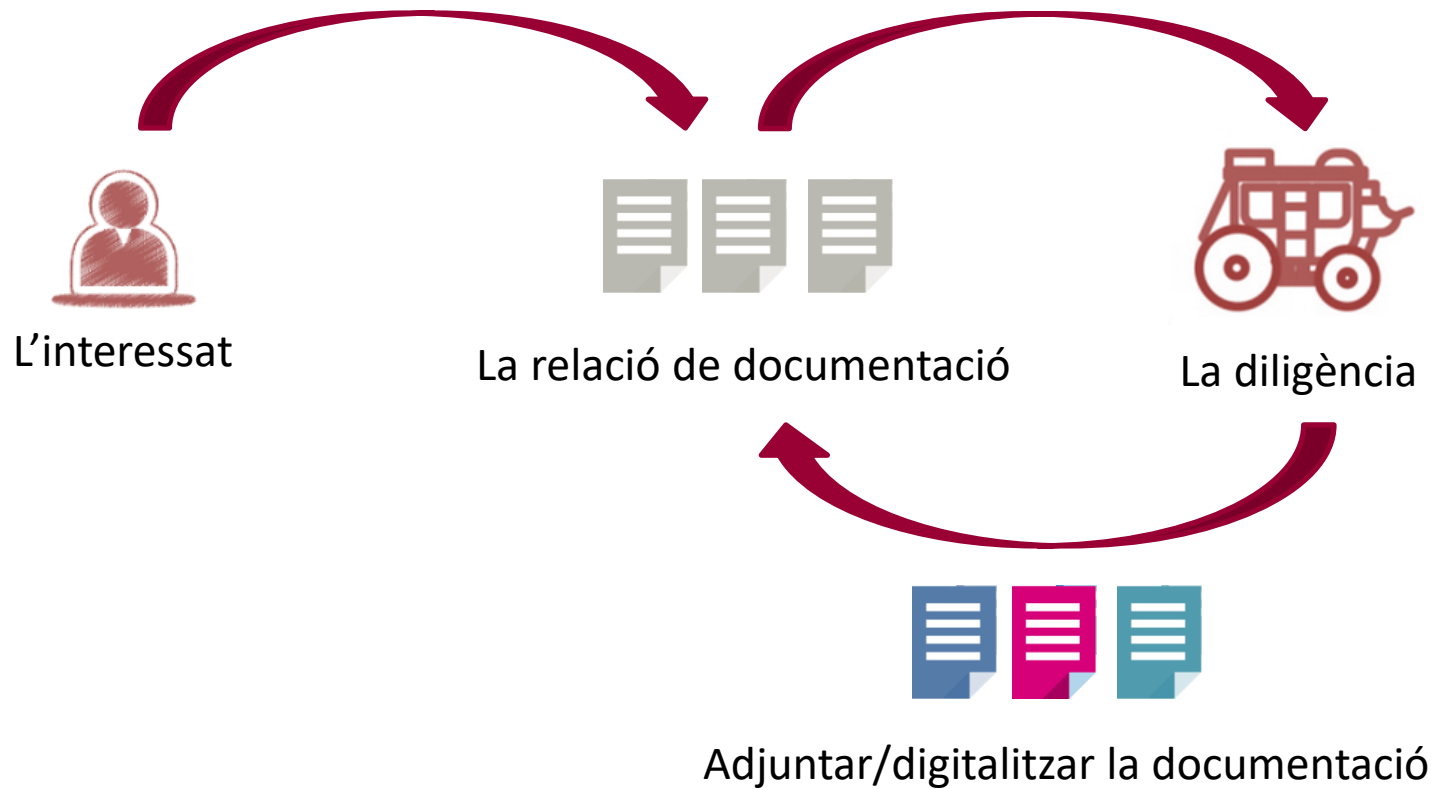 L’interessat
La relació de documentació
La diligència
Adjuntar/digitalitzar la documentació